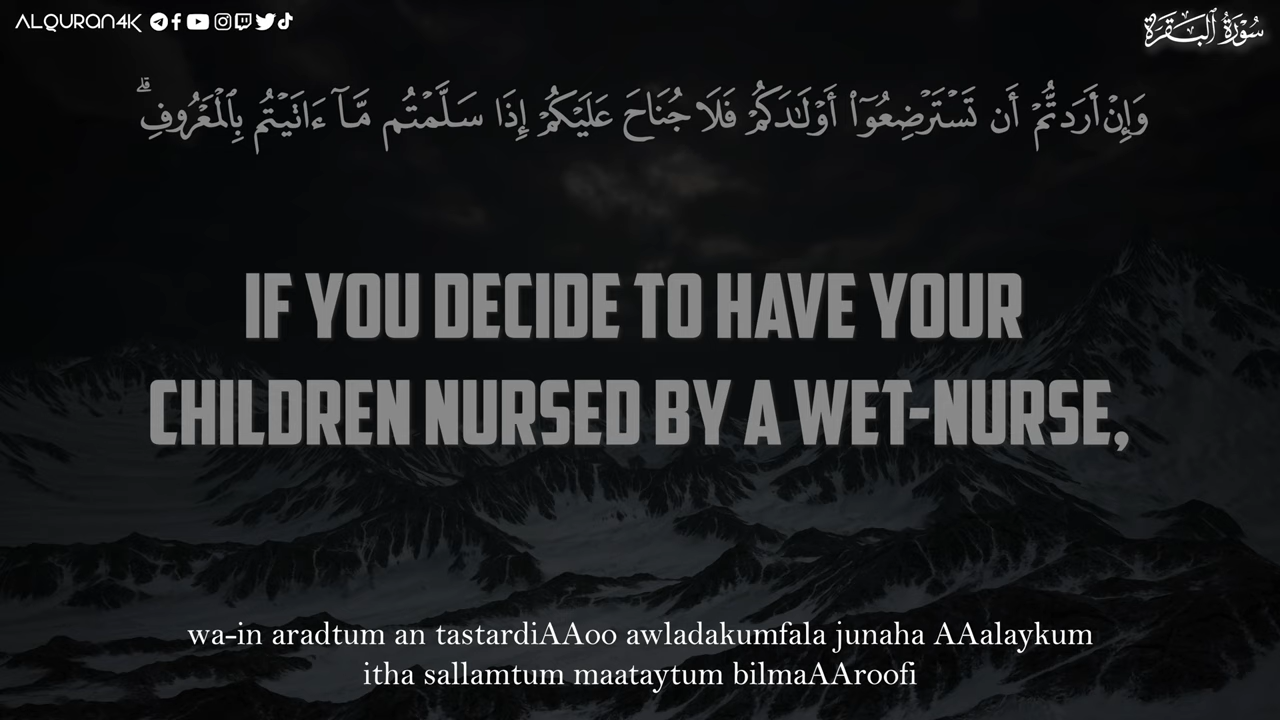 ALQURAN4K
سُورَةُ ٱلْبَقَرَةِ
وَإِنْ أَرَدتُّمْ أَن تَسْتَرْضِعُوٓا۟ أَوْلَـٰدَكُمْ فَلَا جُنَاحَ عَلَيْكُمْ إِذَا سَلَّمْتُم مَّآ ءَاتَيْتُم بِٱلْمَعْرُوفِ ۗ
IF YOU DECIDE TO HAVE YOUR
CHILDREN NURSED BY A WET-NURSE,
wa-in aradtum an tastardiAAoo awladakumfala junaha AAalaykum
itha sallamtum maataytum bilmaAAroofi